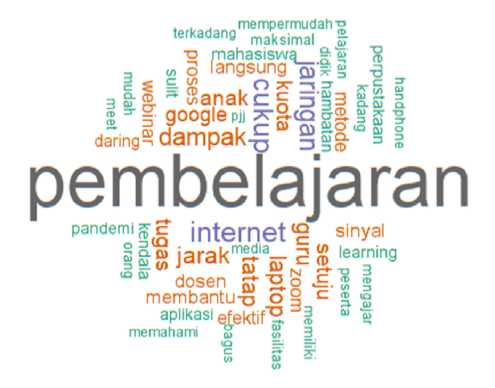 mempermudah
terkadang
maksimal
pelajaran
mahasiswa
didik
perpustakaan
langsung
proses
jaringan
hambatan
handphone
sulit
mudah
webinar
anak
cukup
kuota
metode
kadang
meet
google
pjj
daring
dampak
pembelajaran
pandemi
kendala
tugas
internet
guru
sinyal
orang
jarak
media
setuju
learning
tatap
laptop
zoom
dosen
peserta
mengajar
membantu
aplikasi
efektif
memiliki
memahami
bagus
fasilitas